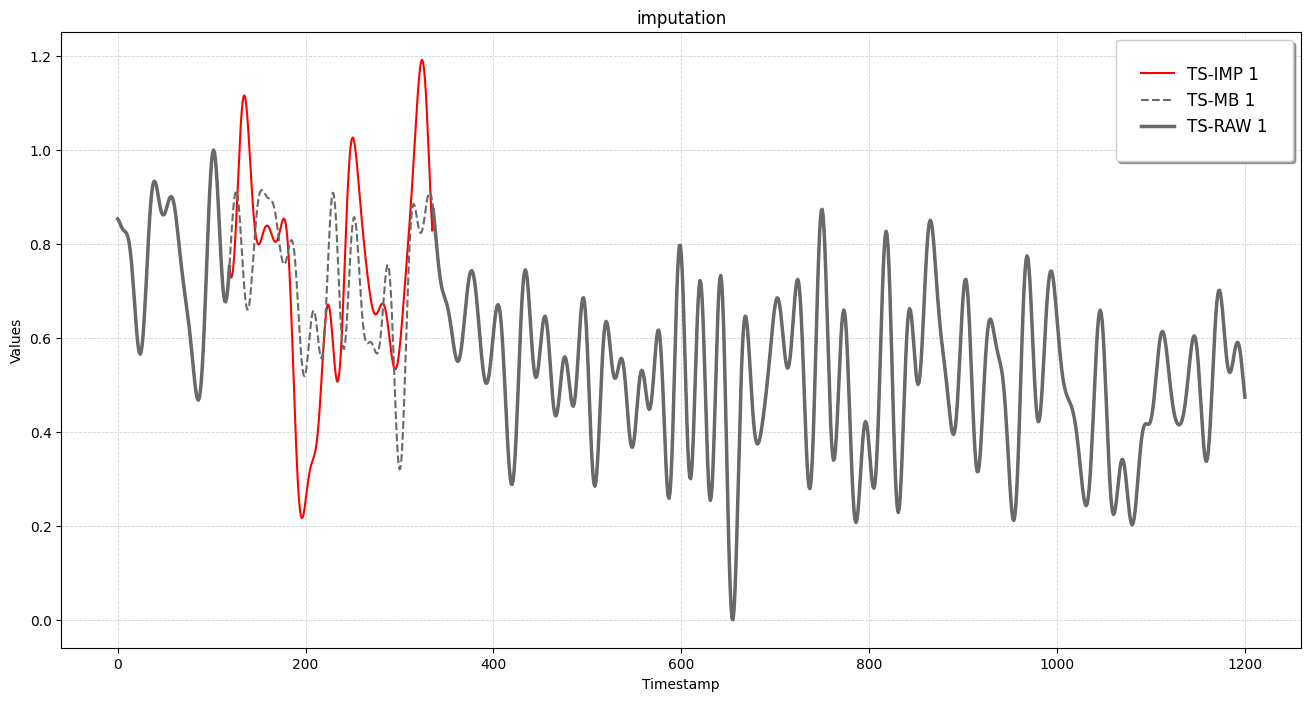 imputation
1.2
1.0
0.8
0.6
0.4
0.2
0.0
Values
TS-IMP 1
TS-MB 1
TS-RAW 1
0 200 400 600 800 1000 1200
Timestamp